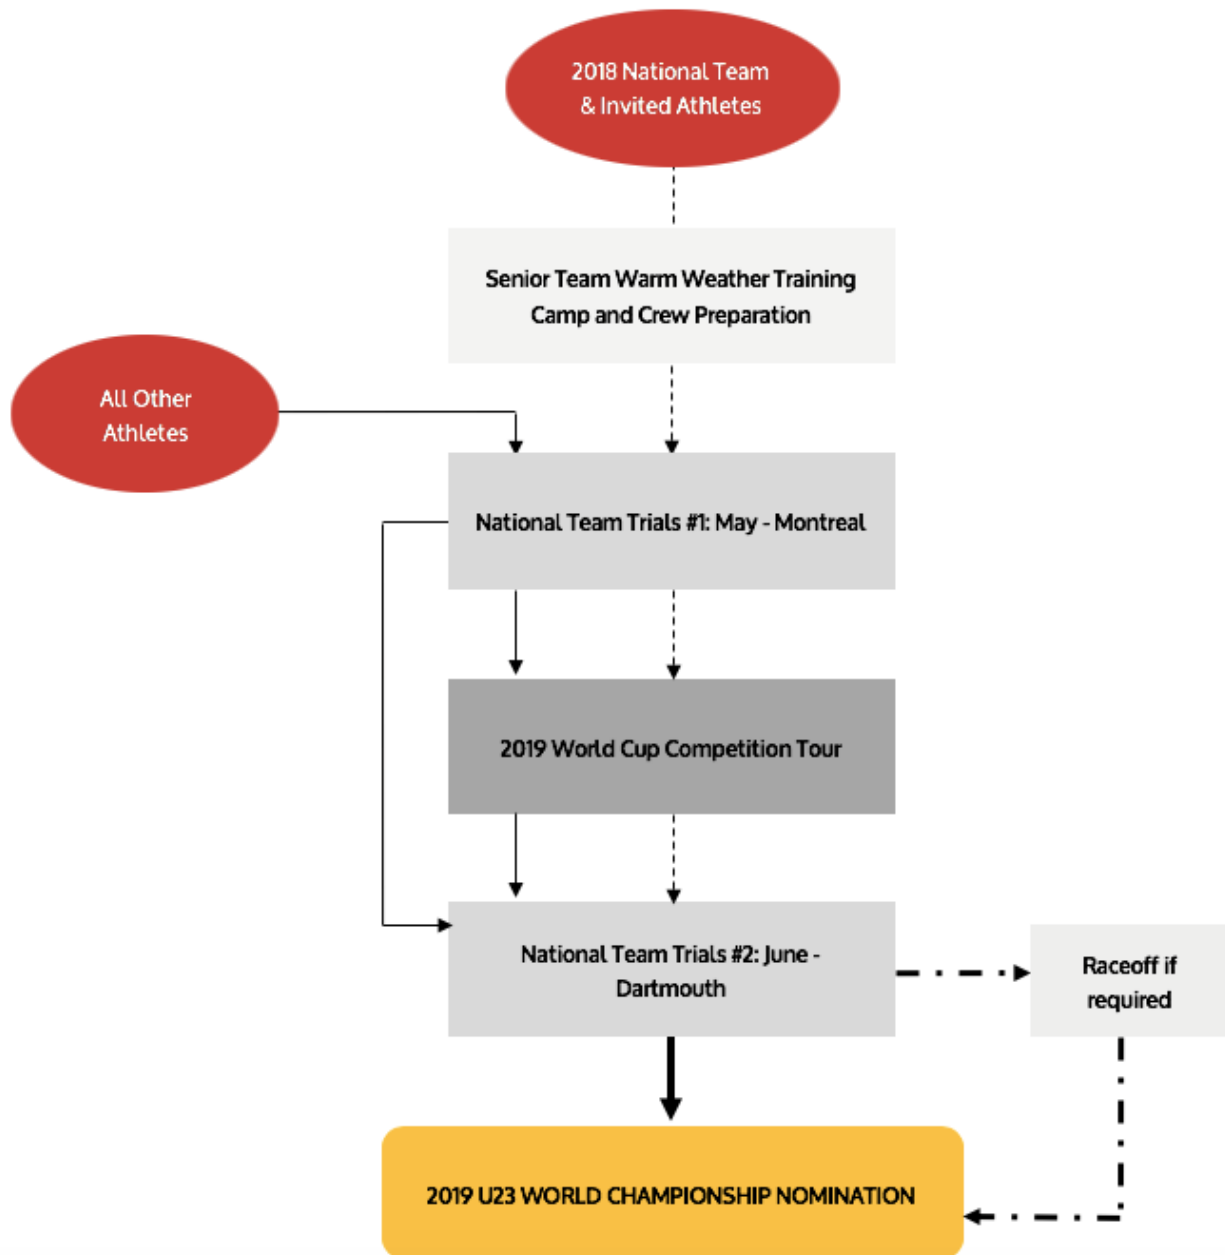 2018 National Team
& Invited Athletes
Senior Team Warm Weather Training
Camp and Crew Preparation
All Other
Athletes
National Team Trials #1: May - Montreal
2019 World Cup Competition Tour
National Team Trials #2: June -
Dartmouth
Raceoff if
required
2019 U23 WORLD CHAMPIONSHIP NOMINATION